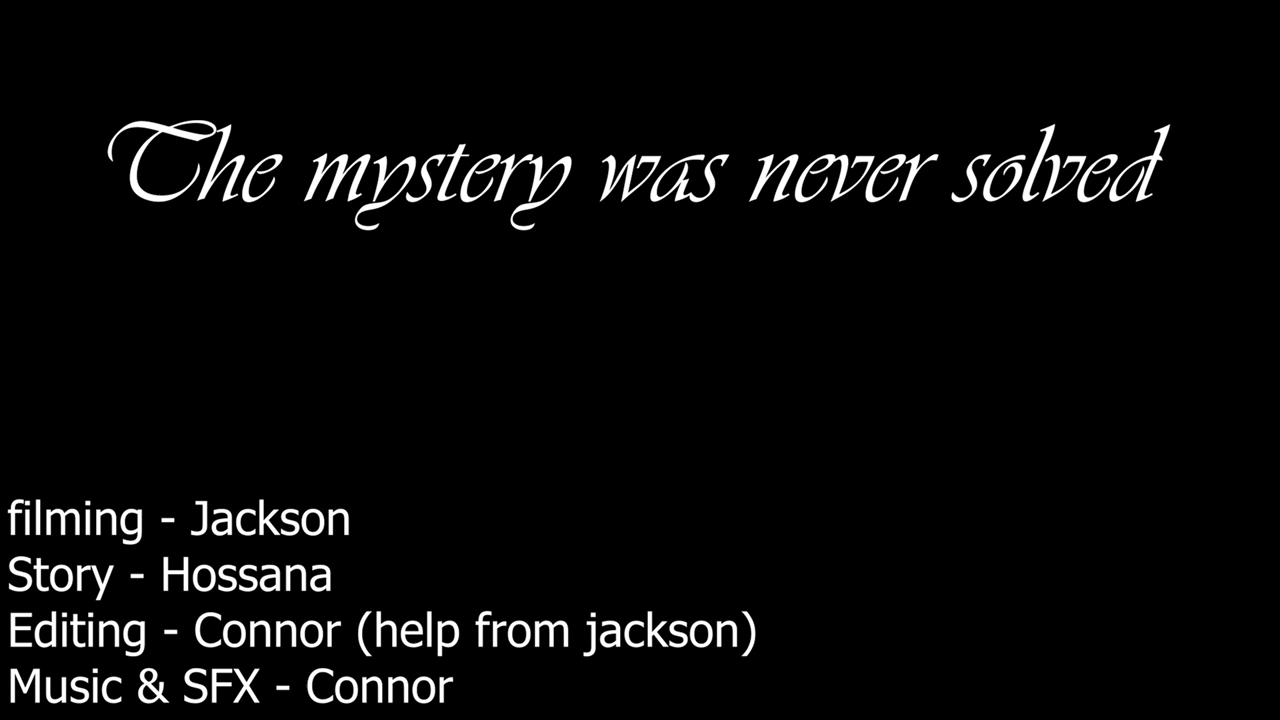 The mystery was never solved
filming - Jackson
Story - Hossana
Editing - Connor (help from jackson)
Music & SFX - Connor